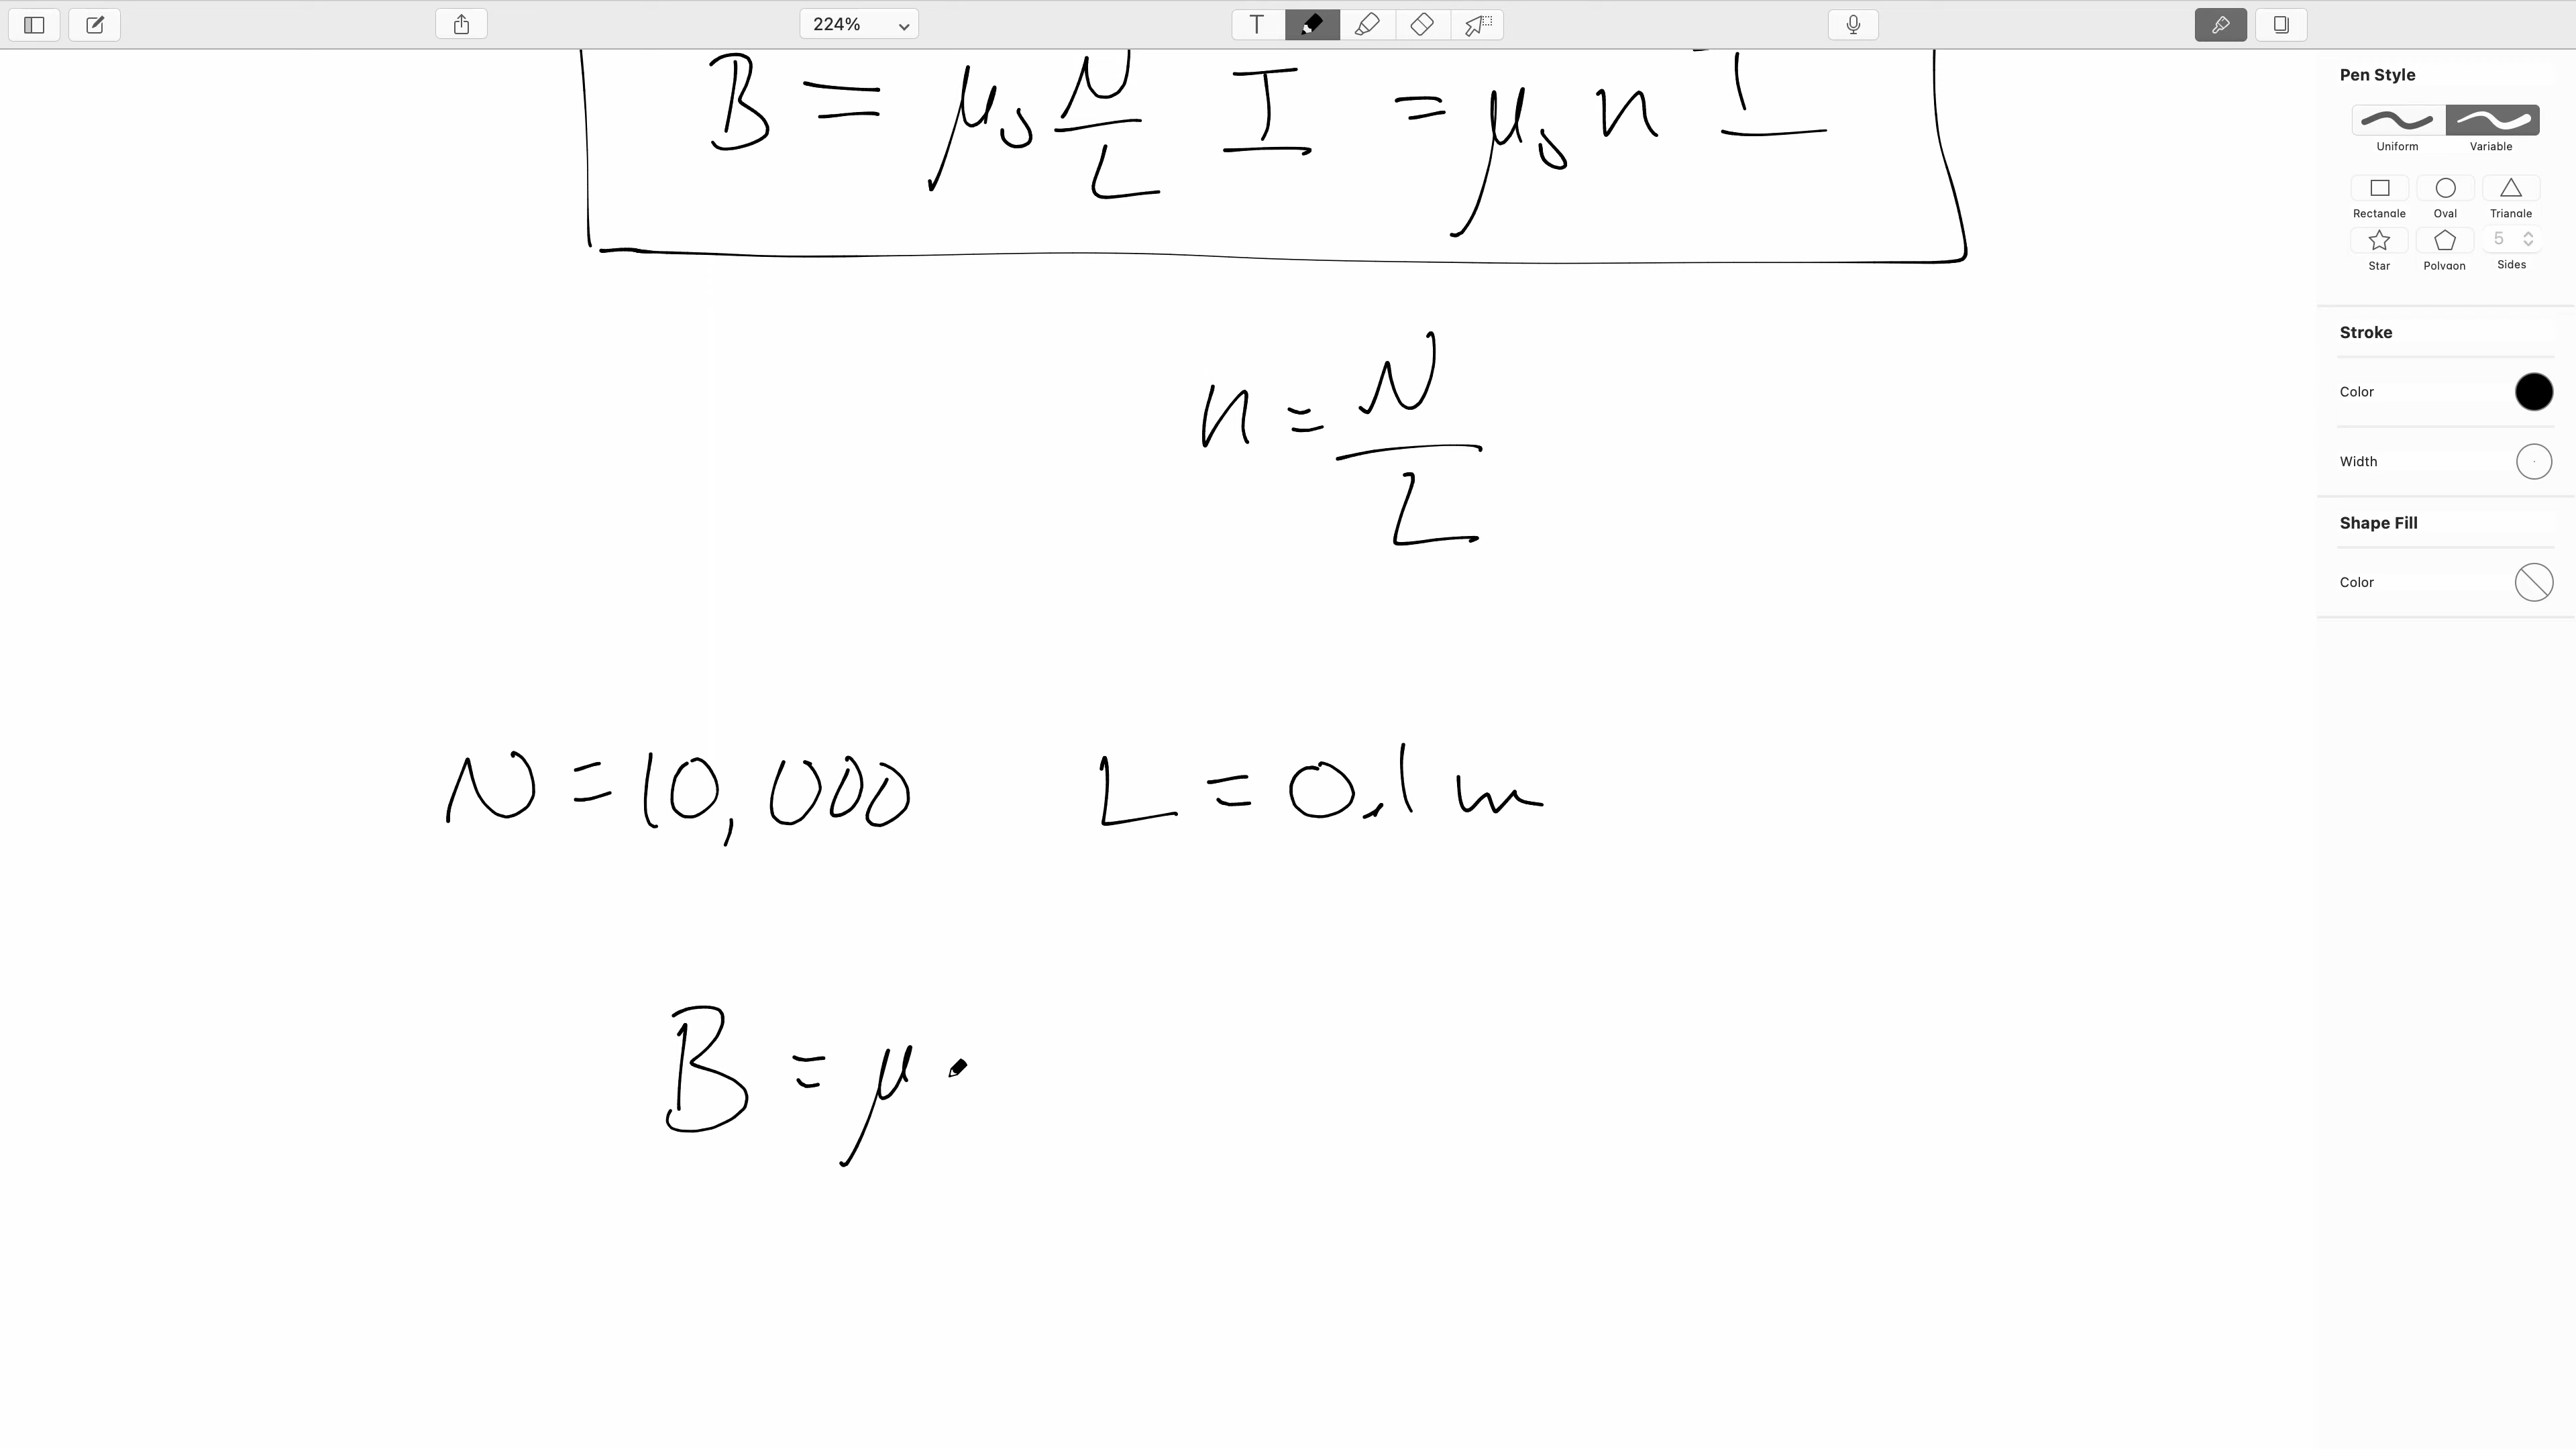 224%
T
B = μ₀ N/L I = μ₀ n I
n = N/L
N = 10,000 L = 0.1 m
B = μ
Pen Style
Uniform Variable
Rectangle Oval Triangle
5
Star Polygon Sides
Stroke
Color
Width
Shape Fill
Color